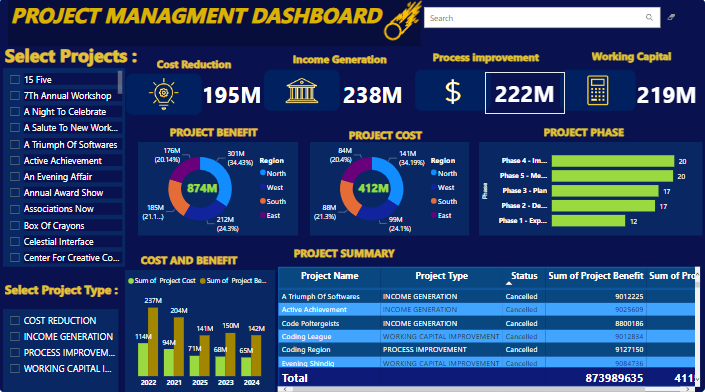 PROJECT MANAGMENT DASHBOARD
Search
Select Projects :
15 Five
7Th Annual Workshop
A Night To Celebrate
A Salute To New Work...
A Triumph Of Softwares
Active Achievement
An Evening Affair
Annual Award Show
Associations Now
Box Of Crayons
Celestial Interface
Center For Creative Co...
Select Project Type :
COST REDUCTION
INCOME GENERATION
PROCESS IMPROVEM...
WORKING CAPITAL I...
Cost Reduction
195M
Income Generation
238M
Process improvement
$
222M
Working Capital
219M
PROJECT BENEFIT
176M
(20.14%)
301M
(34.43%)
874M
185M
(21.1...)
212M
(24.3%)
Region
North
West
South
East
PROJECT COST
84M
(20.4%)
141M
(34.19%)
412M
88M
(21.3%)
99M
(24.1%)
Region
North
West
South
East
PROJECT PHASE
Phase
Phase 4 - Im...
20
Phase 5 - Me...
20
Phase 3 - Plan
17
Phase 2 - De...
17
Phase 1 - Exp...
12
COST AND BENEFIT
Sum of Project Cost
Sum of Project Be...
114M
237M
94M
204M
71M
141M
68M
150M
65M
142M
2022
2021
2025
2023
2024
PROJECT SUMMARY
Project Name Project Type Status Sum of Project Benefit Sum of Pro
A Triumph Of Softwares INCOME GENERATION Cancelled 9012225
Active Achievement INCOME GENERATION Cancelled 9025609
Code Poltergeists INCOME GENERATION Cancelled 8800186
Coding League WORKING CAPITAL IMPROVEMENT Cancelled 9012834
Coding Region PROCESS IMPROVEMENT Cancelled 9127150
Evening Shindig WORKING CAPITAL IMPROVEMENT Cancelled 9084736
Total 873989635 411